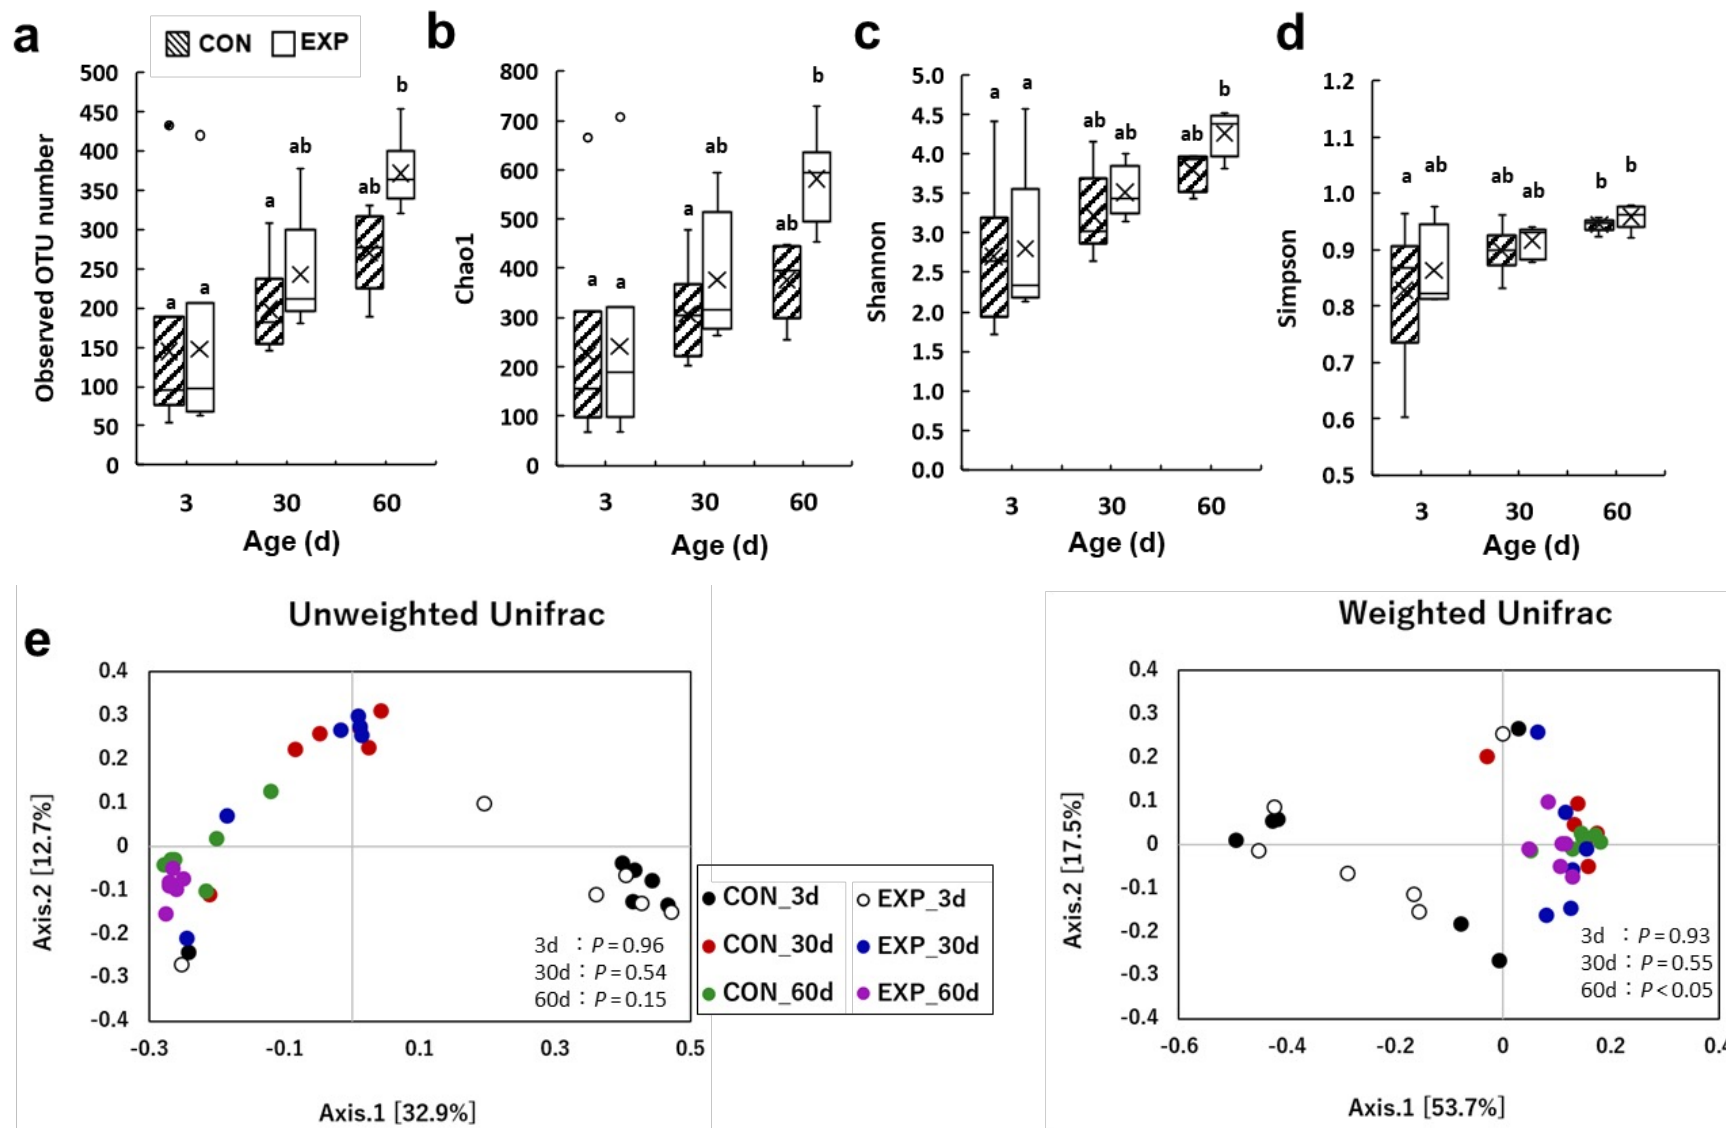 a
CON EXP
500
450
400
350
300
250
200
150
100
50
0
Observed OTU number
a a a ab ab b
3 30 60
Age (d)
b
800
700
600
500
400
300
200
100
0
Chao1
a a a ab ab b
3 30 60
Age (d)
c
5.0
4.5
4.0
3.5
3.0
2.5
2.0
1.5
1.0
0.5
0.0
Shannon
a a ab ab ab b
3 30 60
Age (d)
d
1.2
1.1
1.0
0.9
0.8
0.7
0.6
0.5
Simpson
a ab ab ab b b
3 30 60
Age (d)
e
Unweighted Unifrac
0.4
0.3
0.2
0.1
0
-0.1
-0.2
-0.3
-0.4
Axis.2 [12.7%]
3d : P = 0.96
30d : P = 0.54
60d : P = 0.15
-0.3 -0.1 0.1 0.3 0.5
Axis.1 [32.9%]
CON_3d EXP_3d
CON_30d EXP_30d
CON_60d EXP_60d
Weighted Unifrac
0.4
0.3
0.2
0.1
0
-0.1
-0.2
-0.3
-0.4
Axis.2 [17.5%]
3d : P = 0.93
30d : P = 0.55
60d : P < 0.05
-0.6 -0.4 -0.2 0 0.2
Axis.1 [53.7%]